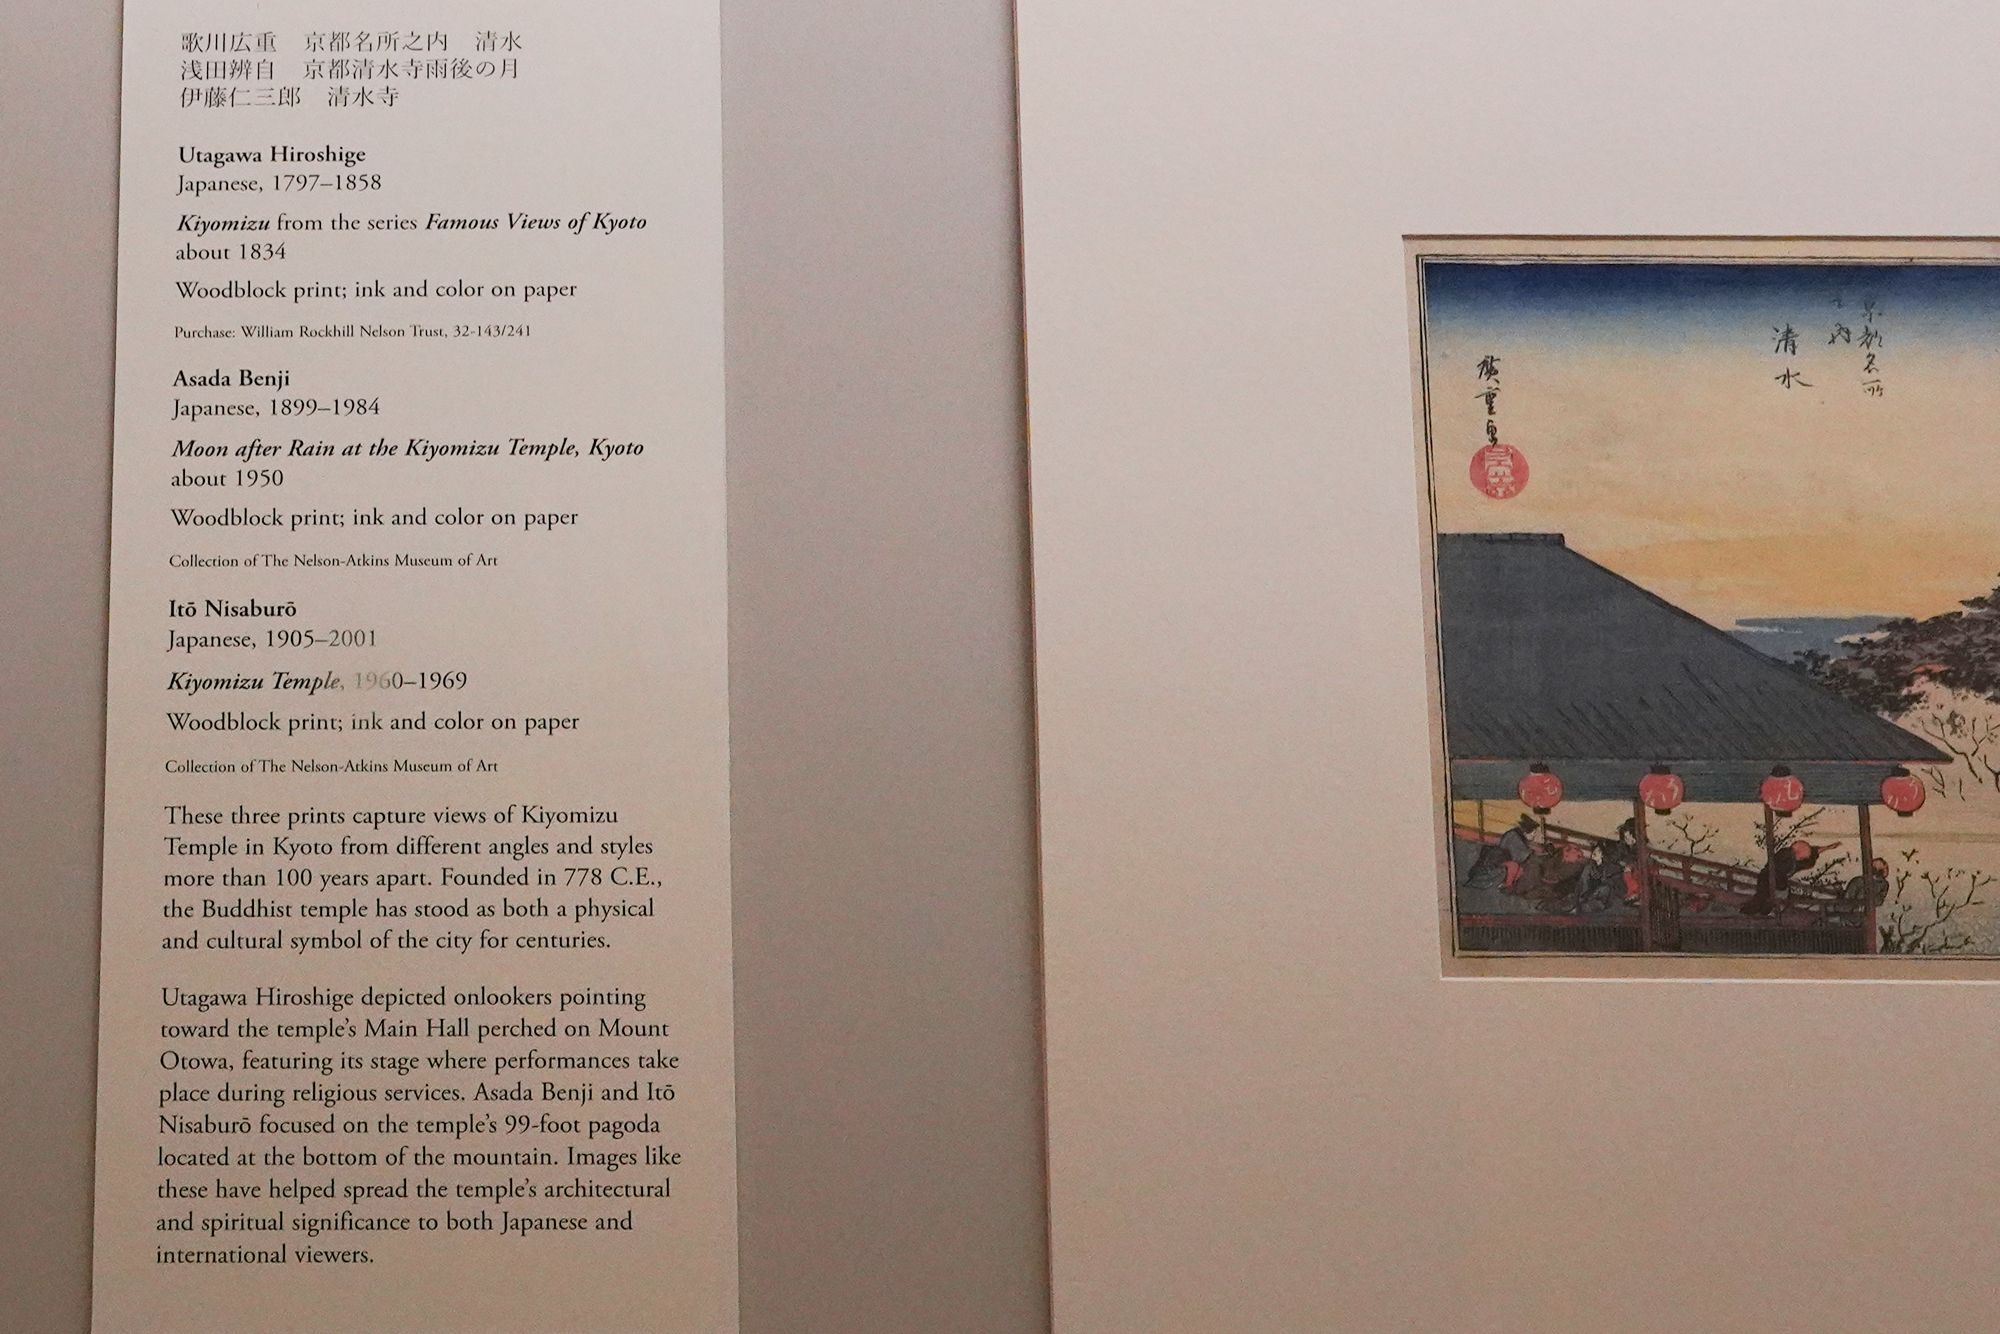 歌川広重　京都名所之内　清水
浅田辨自　京都清水寺雨後の月
伊藤仁三郎　清水寺
Utagawa Hiroshige
Japanese, 1797–1858
Kiyomizu from the series Famous Views of Kyoto
about 1834
Woodblock print; ink and color on paper
Purchase: William Rockhill Nelson Trust, 32-143/241
Asada Benji
Japanese, 1899–1984
Moon after Rain at the Kiyomizu Temple, Kyoto
about 1950
Woodblock print; ink and color on paper
Collection of The Nelson-Atkins Museum of Art
Itō Nisaburō
Japanese, 1905–2001
Kiyomizu Temple, 1960–1969
Woodblock print; ink and color on paper
Collection of The Nelson-Atkins Museum of Art
These three prints capture views of Kiyomizu
Temple in Kyoto from different angles and styles
more than 100 years apart. Founded in 778 C.E.,
the Buddhist temple has stood as both a physical
and cultural symbol of the city for centuries.
Utagawa Hiroshige depicted onlookers pointing
toward the temple’s Main Hall perched on Mount
Otowa, featuring its stage where performances take
place during religious services. Asada Benji and Itō
Nisaburō focused on the temple’s 99-foot pagoda
located at the bottom of the mountain. Images like
these have helped spread the temple’s architectural
and spiritual significance to both Japanese and
international viewers.
京都名所
之内
清水
廣重画